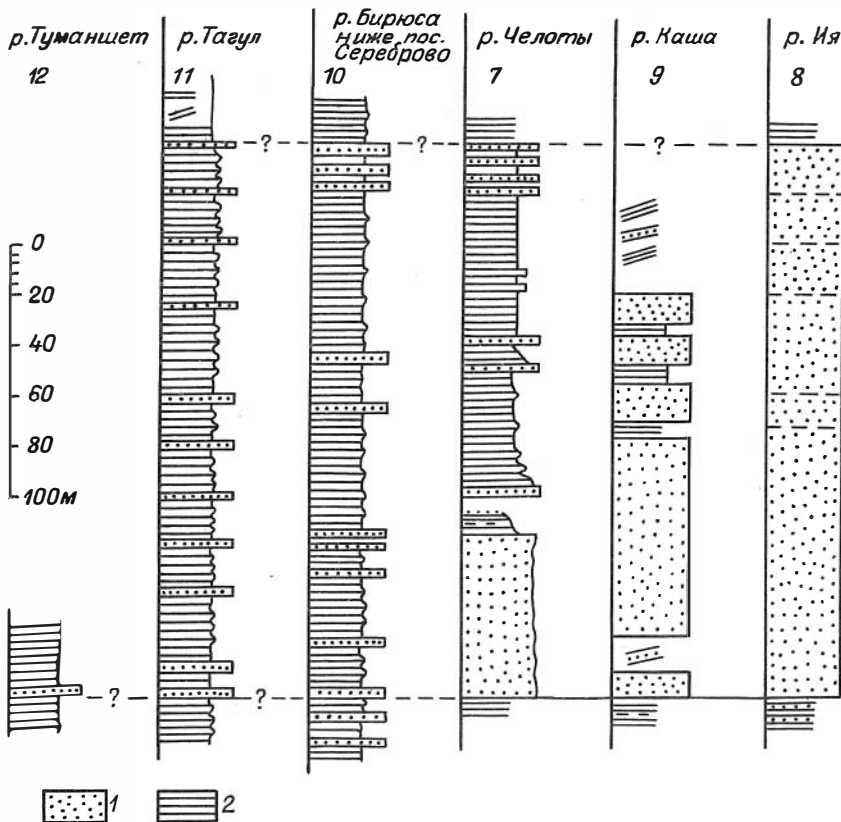 р. Туманшет
12
р. Тагул
11
р. Бирюса
ниже пос.
Сереброво
10
р. Челоты
7
р. Каша
9
р. Ия
8
?
?
?
0
20
40
60
80
100м
?
?
1
2